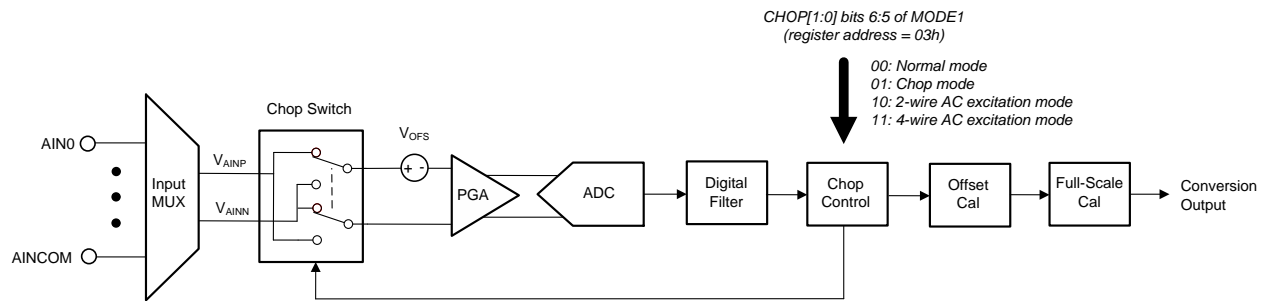 CHOP[1:0] bits 6:5 of MODE1
(register address = 03h)
00: Normal mode
01: Chop mode
10: 2-wire AC excitation mode
11: 4-wire AC excitation mode
Chop Switch
AIN0
VAINP
VOFS
Input
MUX
PGA
ADC
Digital
Filter
Chop
Control
Offset
Cal
Full-Scale
Cal
Conversion
Output
VAINN
+ -
AINCOM